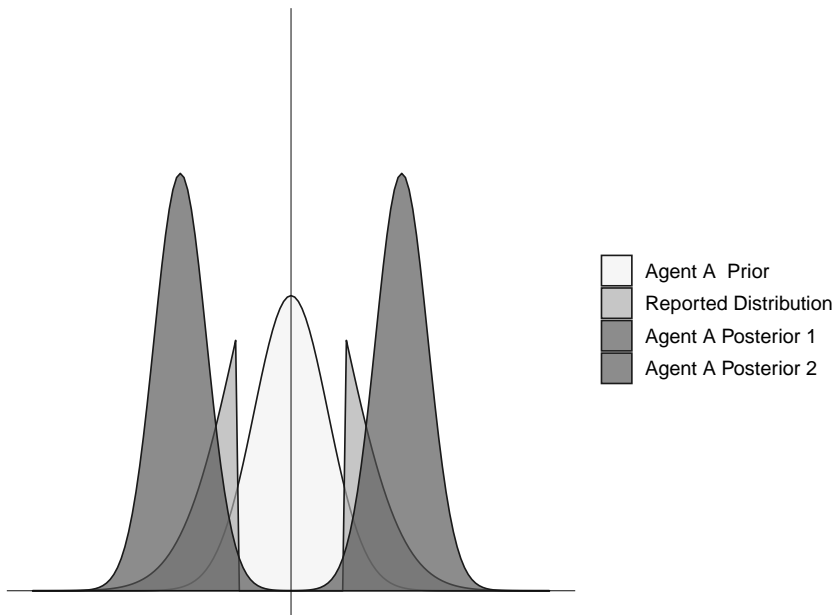 Agent A  Prior
Reported Distribution
Agent A Posterior 1
Agent A Posterior 2